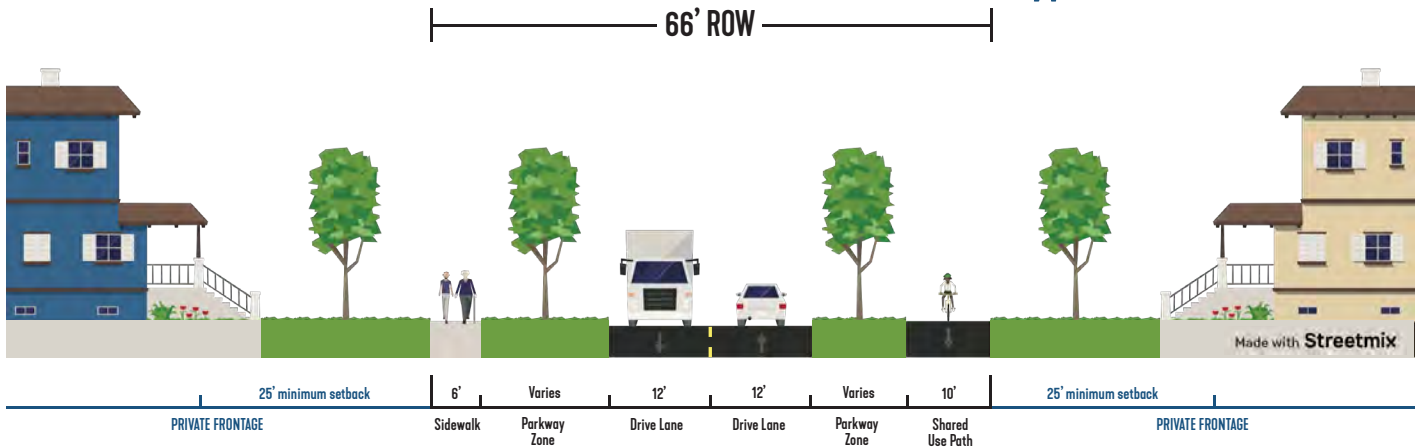 66' ROW
Made with Streetmix
25' minimum setback
6'
Varies
12'
12'
Varies
10'
25' minimum setback
PRIVATE FRONTAGE
Sidewalk
Parkway
Zone
Drive Lane
Drive Lane
Parkway
Zone
Shared
Use Path
PRIVATE FRONTAGE